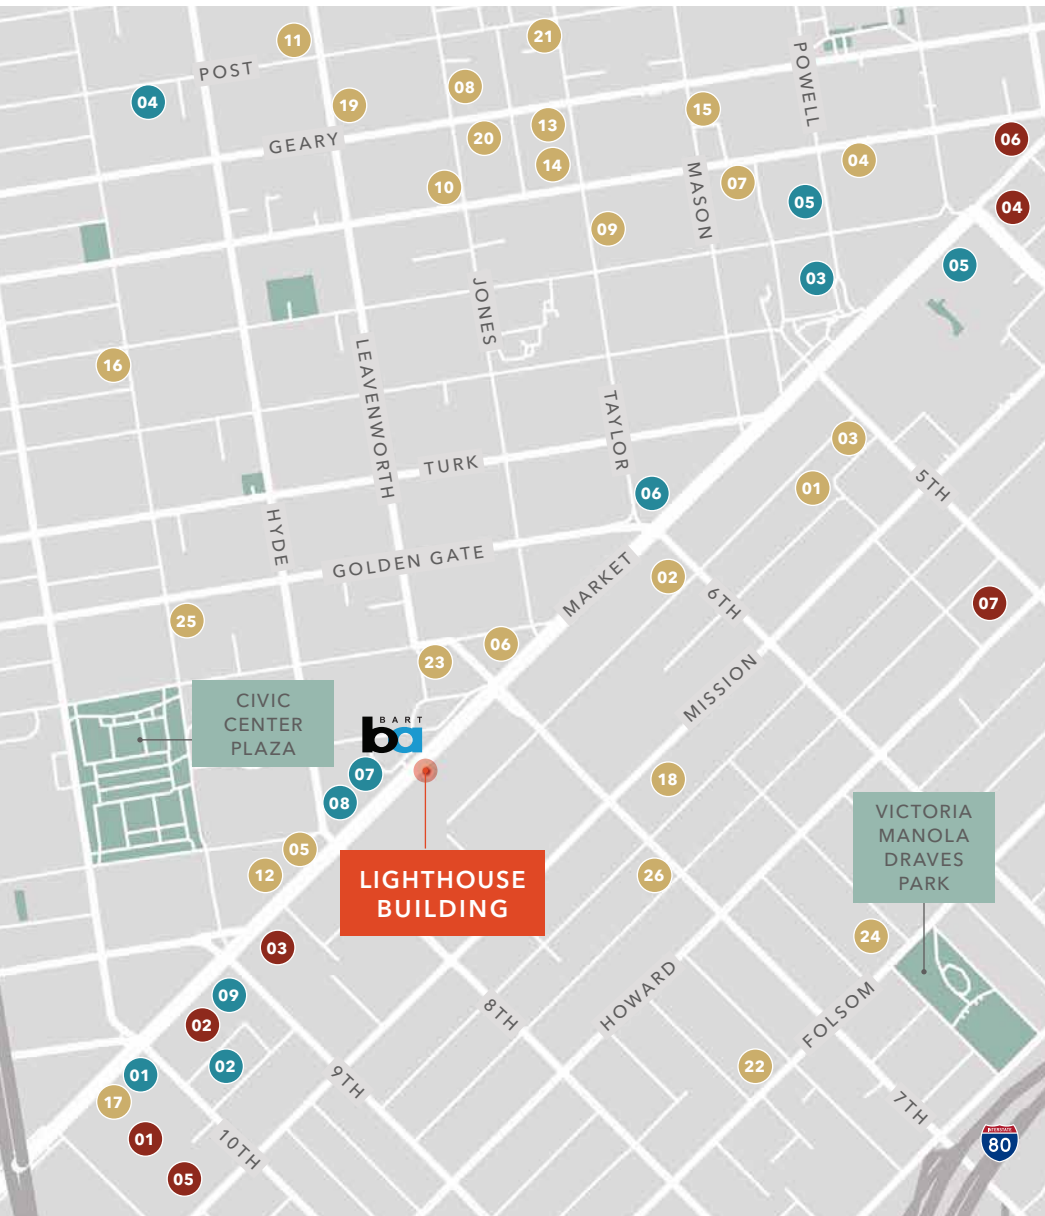 21
11
POST
POWELL
08
04
19
15
13
GEARY
20
06
14
04
10
MASON
07
05
04
09
05
03
JONES
LEAVENWORTH
16
TAYLOR
03
TURK
5TH
01
06
HYDE
GOLDEN GATE
MARKET
02
6TH
07
25
06
23
MISSION
CIVIC
CENTER
PLAZA
BART
ba
07
18
08
VICTORIA
MANOLA
DRAVES
PARK
05
12
LIGHTHOUSE
BUILDING
26
24
03
09
HOWARD
FOLSOM
8TH
02
02
22
01
9TH
17
7TH
01
10TH
INTERSTATE
80
05